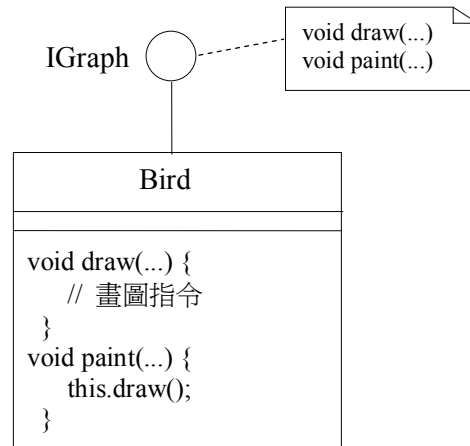 void draw(...)
IGraph
void paint(...)
Bird
void draw(...) {
// 畫圖指令
}
void paint(...) {
this.draw();
}